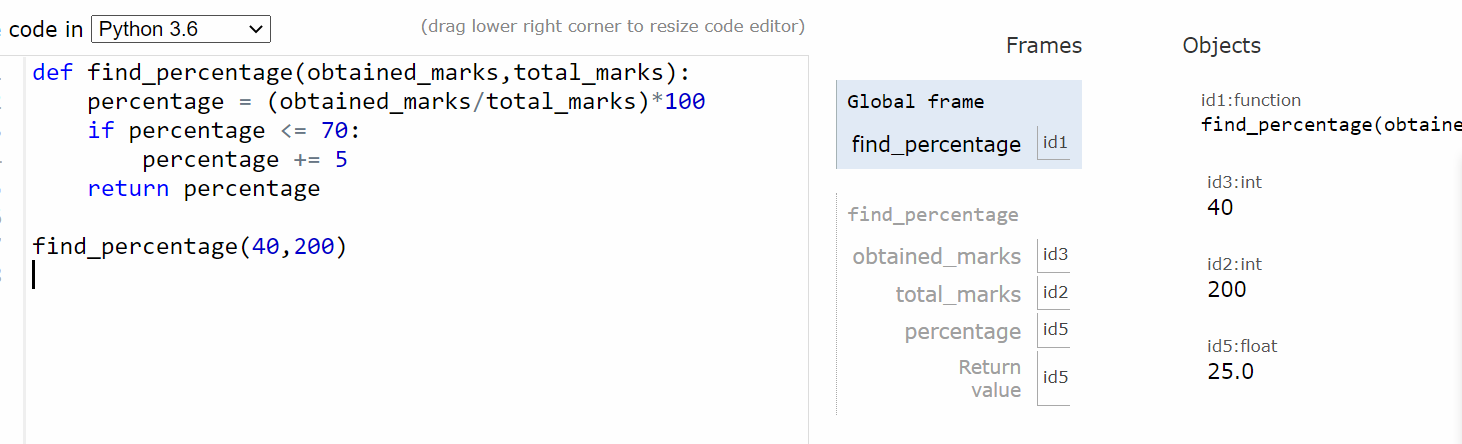 code in Python 3.6
(drag lower right corner to resize code editor)
def find_percentage(obtained_marks,total_marks):
    percentage = (obtained_marks/total_marks)*100
    if percentage <= 70:
        percentage += 5
    return percentage
find_percentage(40,200)
Frames
Objects
Global frame
find_percentage id1
find_percentage
obtained_marks id3
total_marks id2
percentage id5
Return
value id5
id1:function
find_percentage(obtaine
id3:int
40
id2:int
200
id5:float
25.0